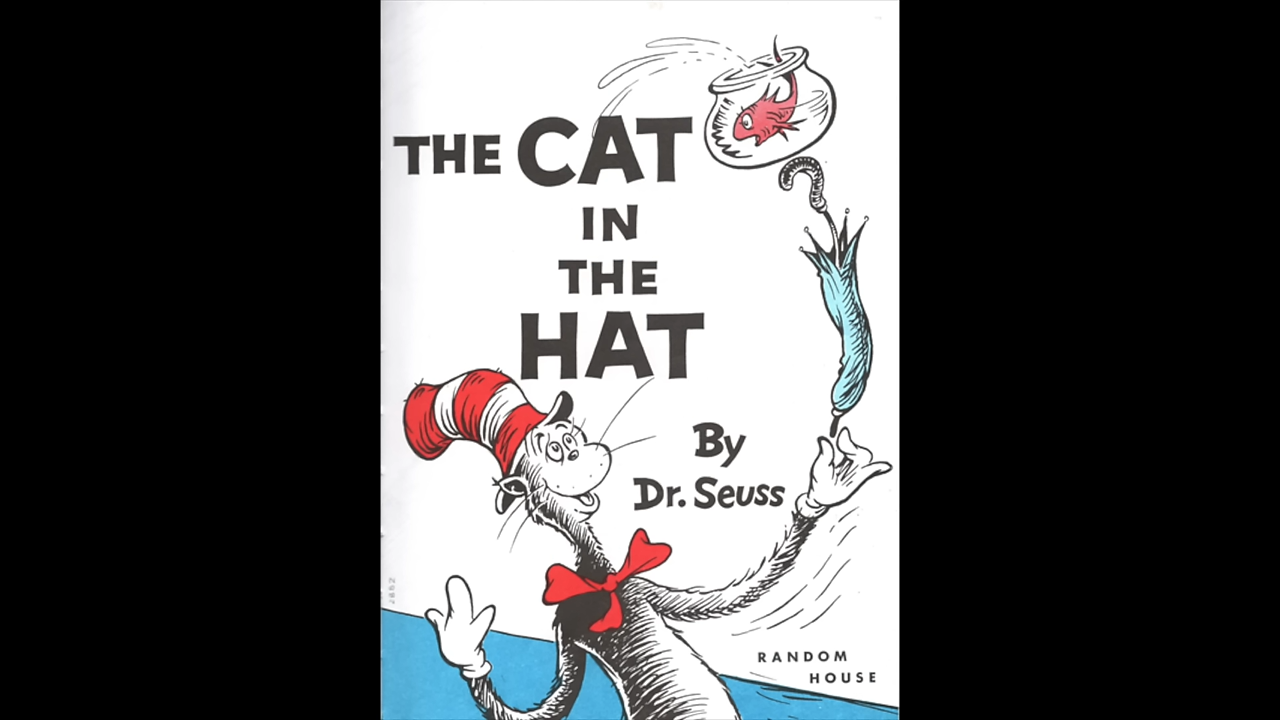 THE CAT
IN
THE
HAT
By
Dr. Seuss
RANDOM
HOUSE